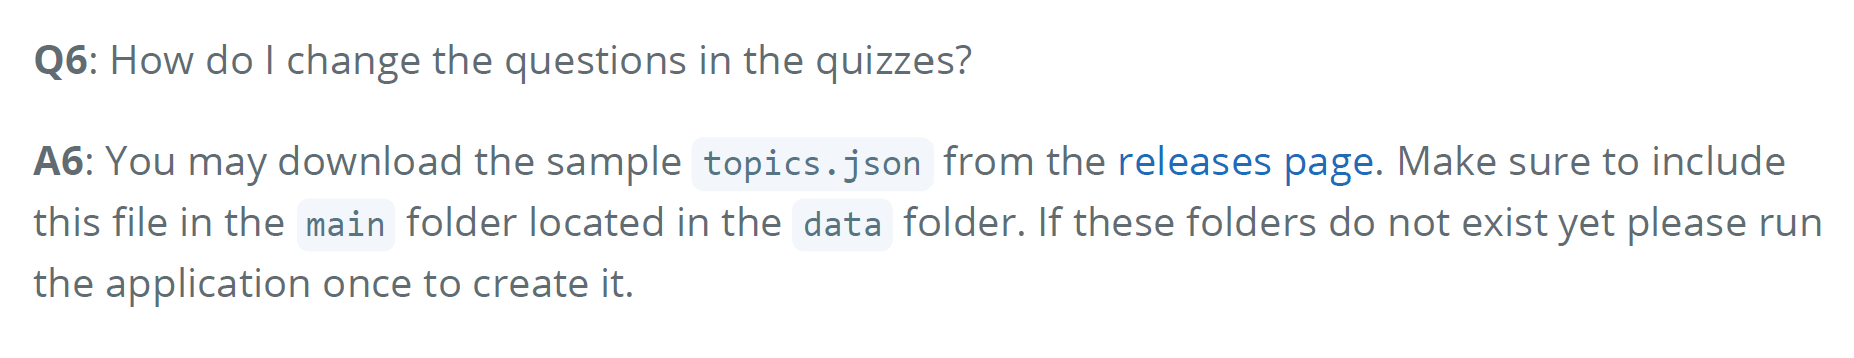 Q6: How do I change the questions in the quizzes?
A6: You may download the sample topics.json from the releases page. Make sure to include
this file in the main folder located in the data folder. If these folders do not exist yet please run
the application once to create it.